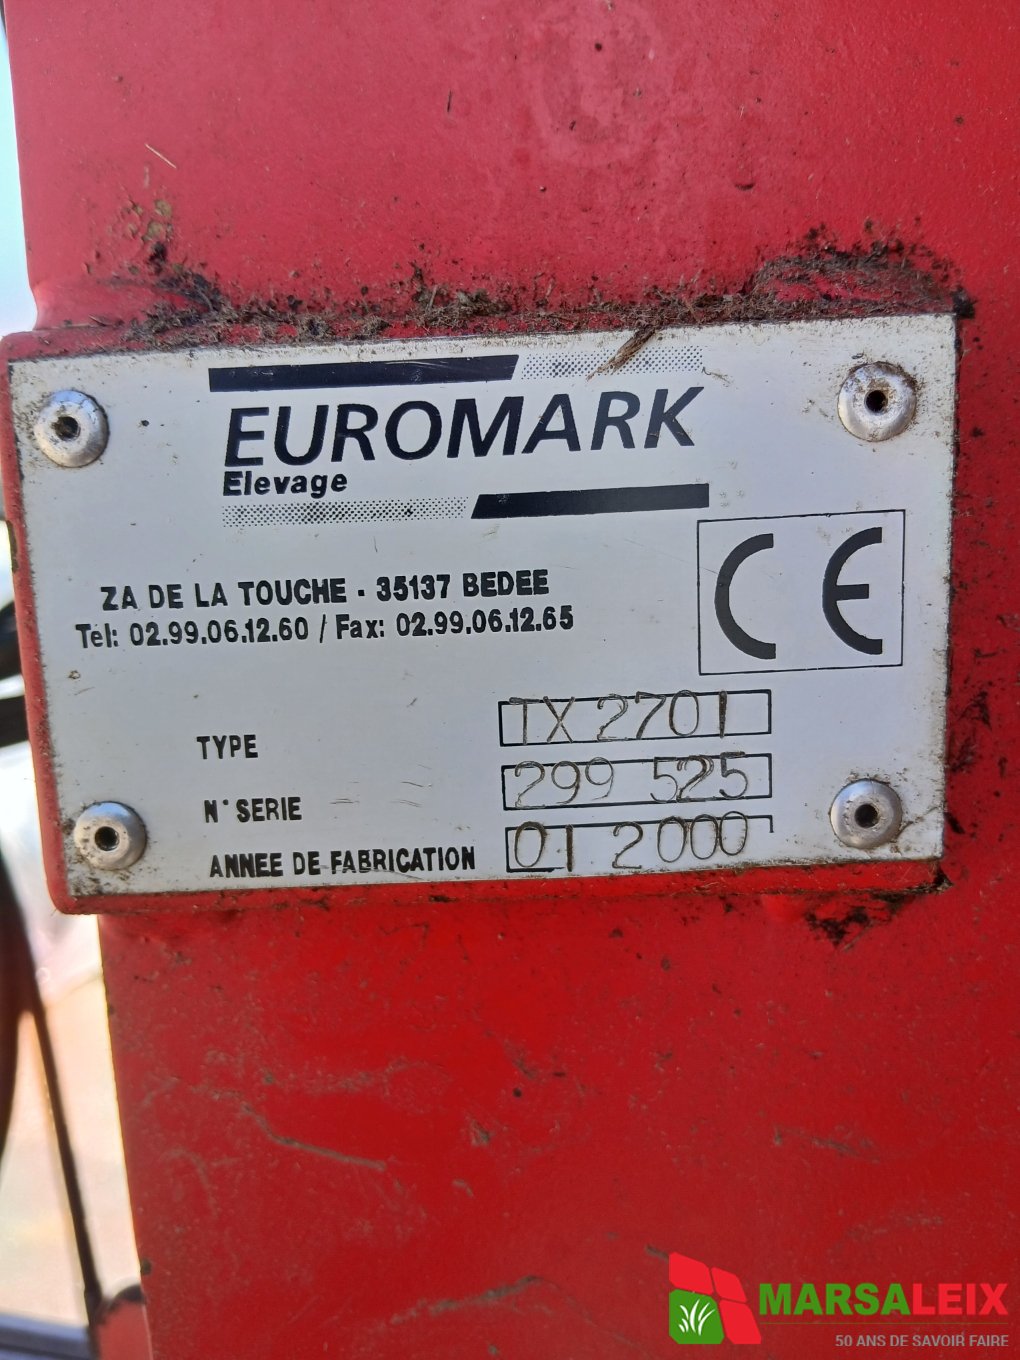 EUROMARK
Elevage
CE
ZA DE LA TOUCHE - 35137 BEDEE
Tél: 02.99.06.12.60 / Fax: 02.99.06.12.65
TYPE TX 2701
N° SERIE 299 525
ANNEE DE FABRICATION 01 2000
MARSALEIX
50 ANS DE SAVOIR FAIRE